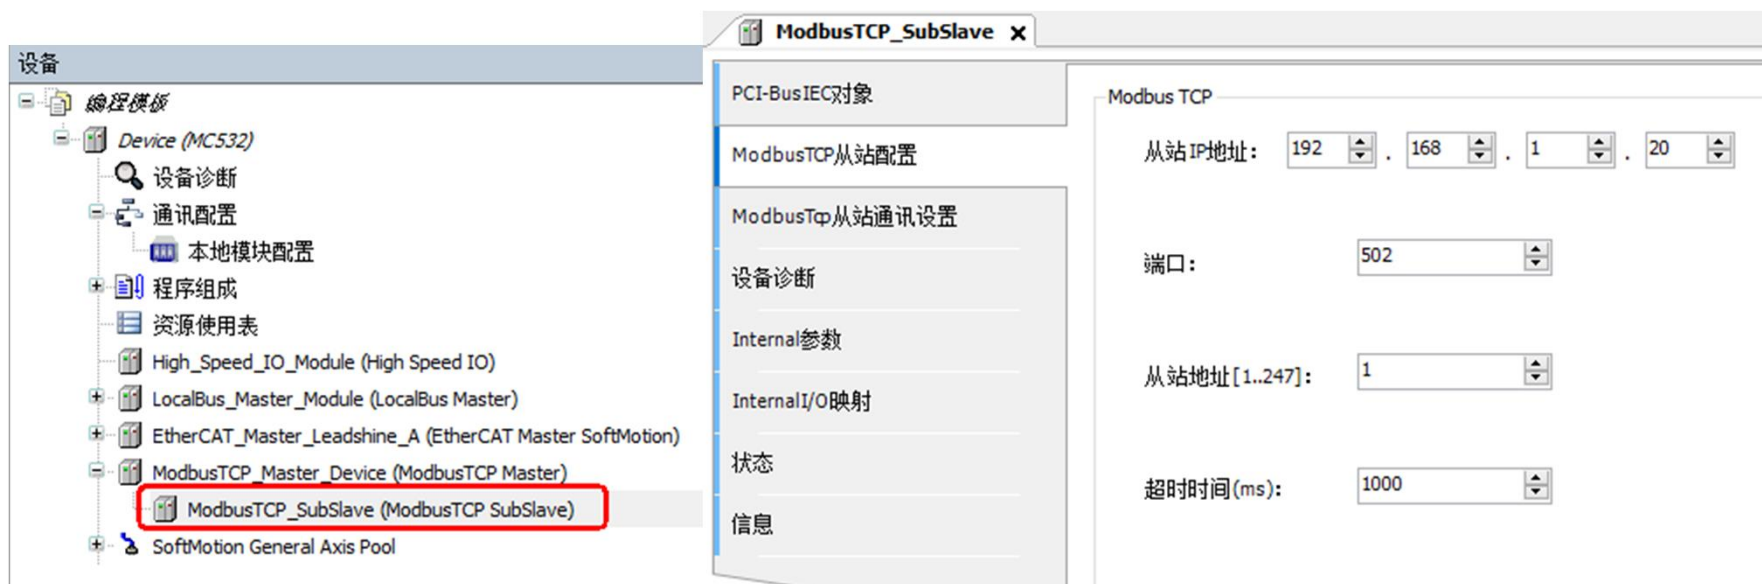 设备
编程模板
Device (MC532)
设备诊断
通讯配置
本地模块配置
程序组成
资源使用表
High_Speed_IO_Module (High Speed IO)
LocalBus_Master_Module (LocalBus Master)
EtherCAT_Master_Leadshine_A (EtherCAT Master SoftMotion)
ModbusTCP_Master_Device (ModbusTCP Master)
ModbusTCP_SubSlave (ModbusTCP SubSlave)
SoftMotion General Axis Pool
ModbusTCP_SubSlave x
PCI-BusIEC对象
ModbusTCP从站配置
ModbusTcp从站通讯设置
设备诊断
Internal参数
InternalI/O映射
状态
信息
Modbus TCP
从站IP地址: 192 . 168 . 1 . 20
端口: 502
从站地址[1..247]: 1
超时时间(ms): 1000